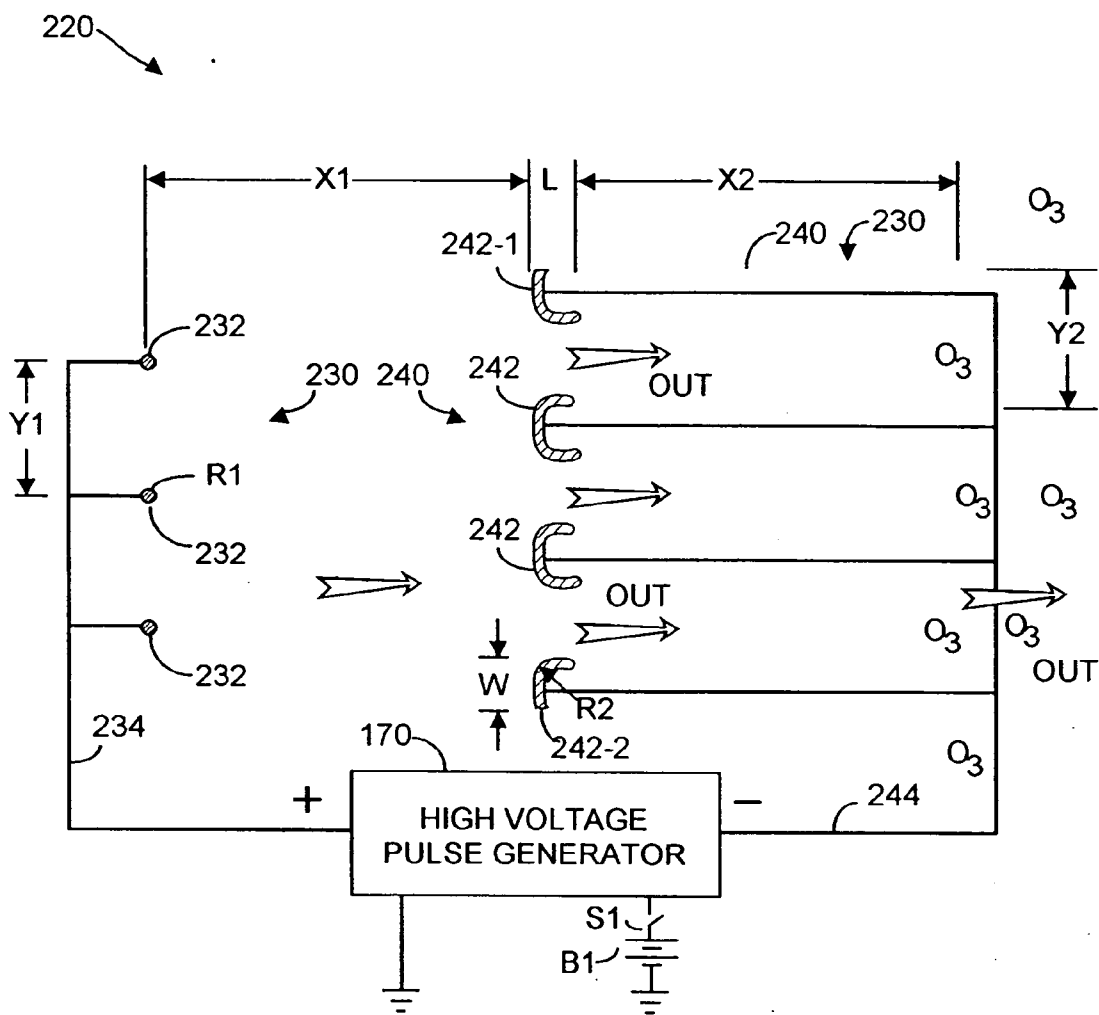 220
X1
L
X2
O3
242-1
240
230
232
Y2
230
240
242
OUT
O3
Y1
R1
232
242
O3
O3
OUT
O3
O3
232
W
R2
OUT
234
170
242-2
O3
+
−
244
HIGH VOLTAGE
PULSE GENERATOR
S1
B1